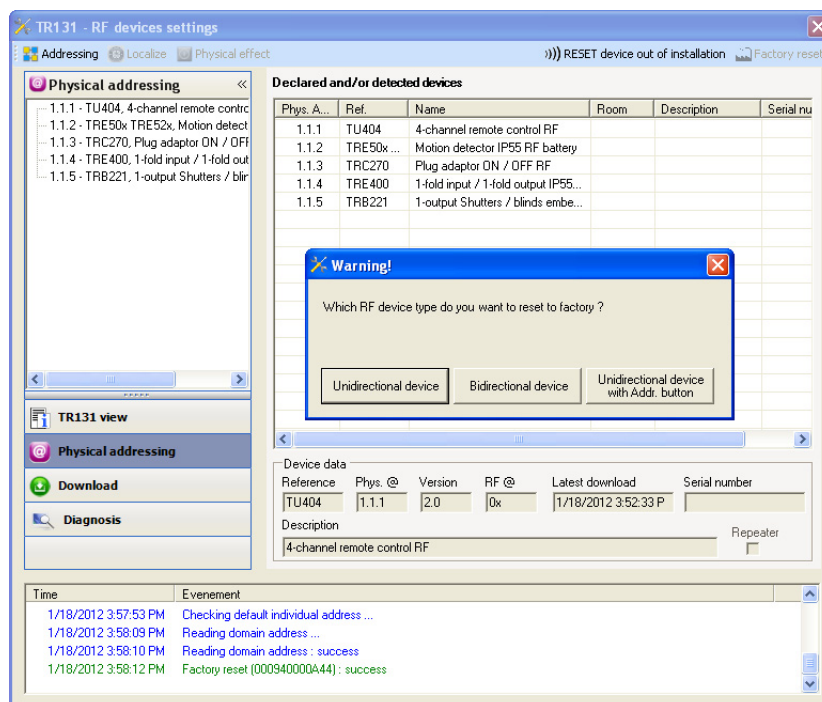 TR131 - RF devices settings
Addressing Localize Physical effect ))) RESET device out of installation Factory reset
Physical addressing «
1.1.1 - TU404, 4-channel remote contrc
1.1.2 - TRE50x TRE52x, Motion detect
1.1.3 - TRC270, Plug adaptor ON / OFF
1.1.4 - TRE400, 1-fold input / 1-fold out
1.1.5 - TRB221, 1-output Shutters / blir
Declared and/or detected devices
Phys. A... Ref. Name Room Description Serial nu
1.1.1 TU404 4-channel remote control RF
1.1.2 TRE50x ... Motion detector IP55 RF battery
1.1.3 TRC270 Plug adaptor ON / OFF RF
1.1.4 TRE400 1-fold input / 1-fold output IP55...
1.1.5 TRB221 1-output Shutters / blinds embe...
Warning!
Which RF device type do you want to reset to factory ?
Unidirectional device
Bidirectional device
Unidirectional device
with Addr. button
TR131 view
Physical addressing
Download
Diagnosis
Device data
Reference Phys. @ Version RF @ Latest download Serial number
TU404 1.1.1 2.0 0x 1/18/2012 3:52:33 P
Description
Repeater
4-channel remote control RF
Time Evenement
1/18/2012 3:57:53 PM Checking default individual address ...
1/18/2012 3:58:09 PM Reading domain address ...
1/18/2012 3:58:10 PM Reading domain address : success
1/18/2012 3:58:12 PM Factory reset (000940000A44) : success